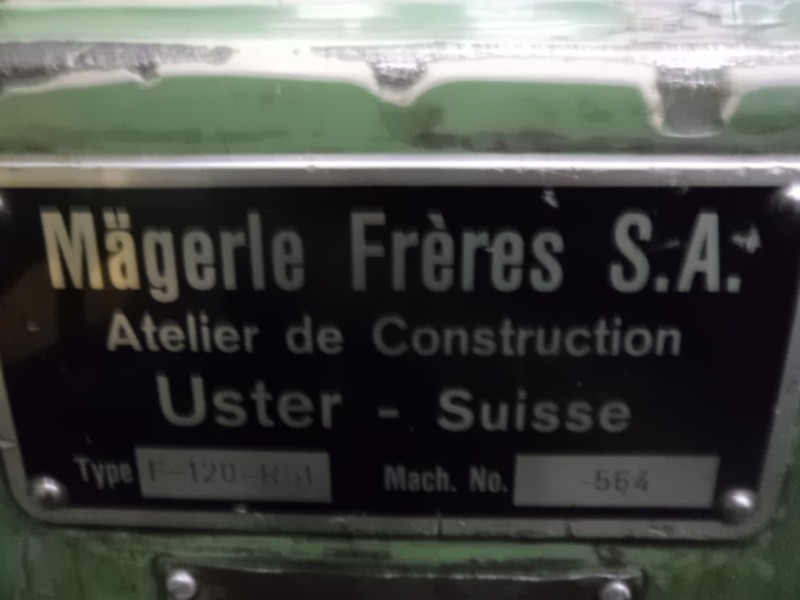 Mägerle Frères S.A.
Atelier de Construction
Uster - Suisse
Type F-120-R51 Mach. No. -564